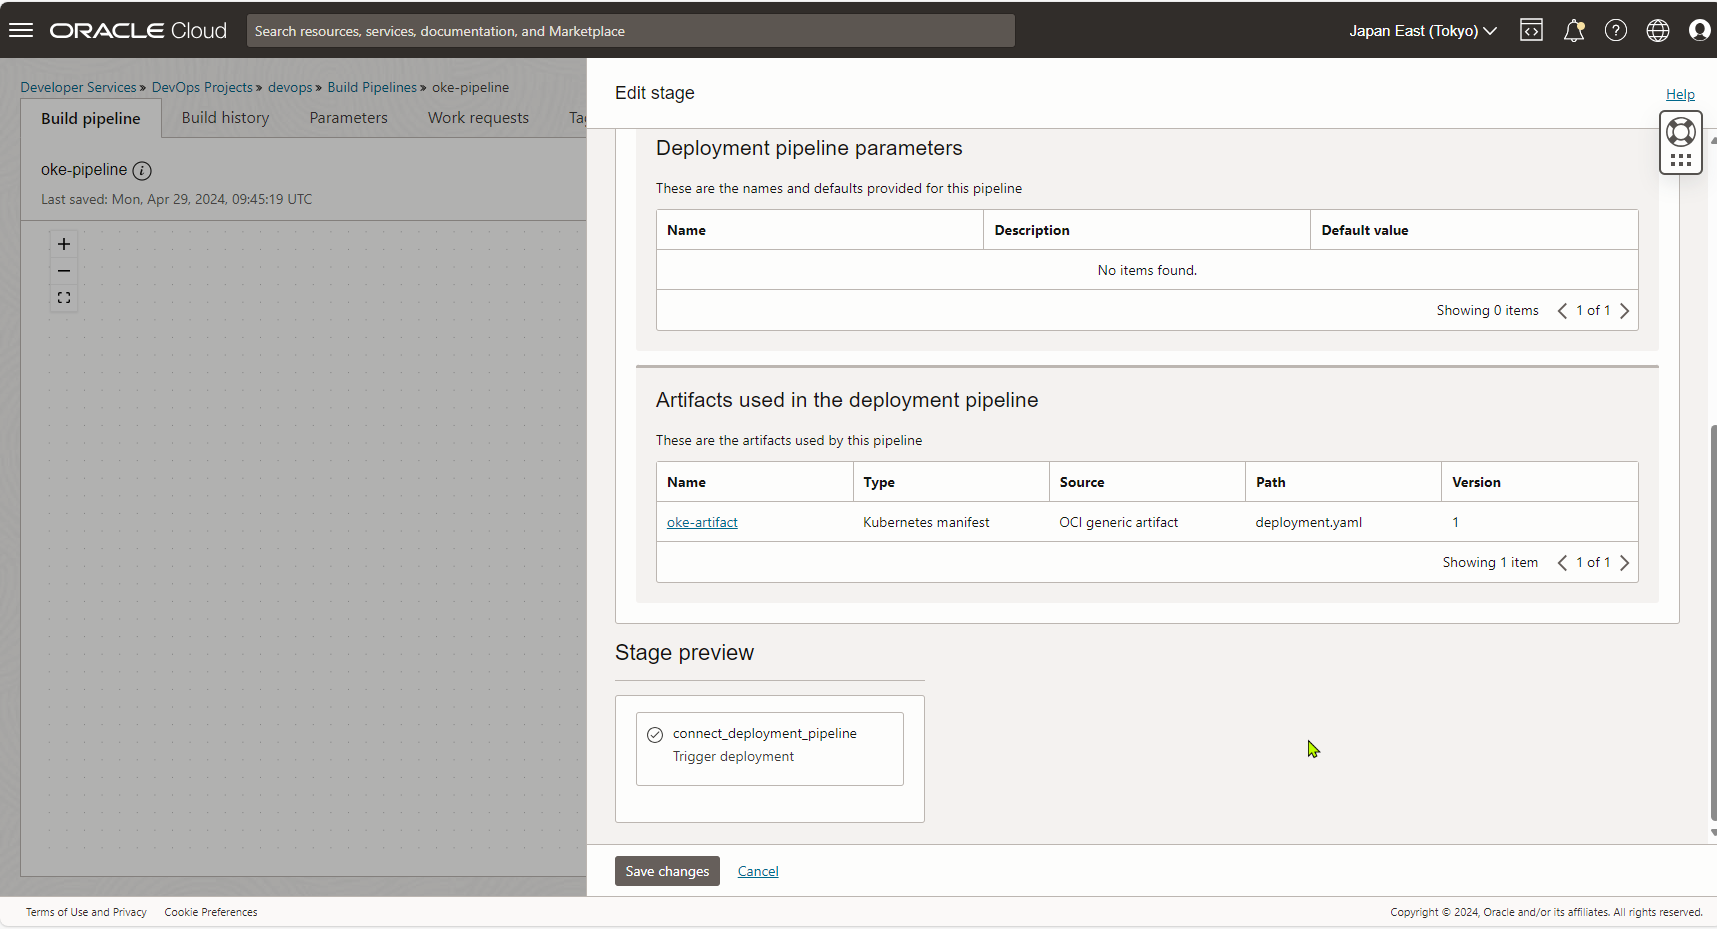 ORACLE Cloud
Search resources, services, documentation, and Marketplace
Japan East (Tokyo)
Developer Services » DevOps Projects » devops » Build Pipelines » oke-pipeline
Build pipeline
Build history
Parameters
Work requests
Ta
oke-pipeline
Last saved: Mon, Apr 29, 2024, 09:45:19 UTC
Edit stage
Help
Deployment pipeline parameters
These are the names and defaults provided for this pipeline
Name Description Default value
No items found.
Showing 0 items 1 of 1
Artifacts used in the deployment pipeline
These are the artifacts used by this pipeline
Name Type Source Path Version
oke-artifact Kubernetes manifest OCI generic artifact deployment.yaml 1
Showing 1 item 1 of 1
Stage preview
connect_deployment_pipeline
Trigger deployment
Save changes Cancel
Terms of Use and Privacy Cookie Preferences
Copyright © 2024, Oracle and/or its affiliates. All rights reserved.